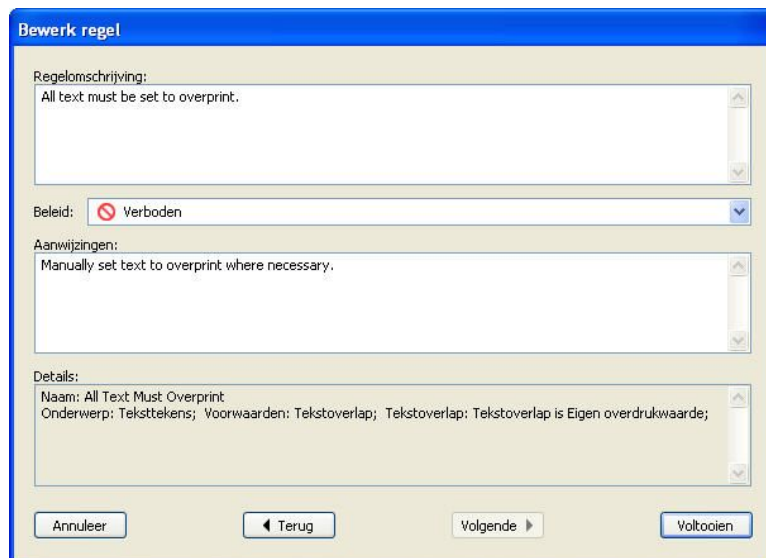 Bewerk regel
Regelomschrijving:
All text must be set to overprint.
Beleid: Verboden
Aanwijzingen:
Manually set text to overprint where necessary.
Details:
Naam: All Text Must Overprint
Onderwerp: Teksttekens; Voorwaarden: Tekstoverlap; Tekstoverlap: Tekstoverlap is Eigen overdrukwaarde;
Annuleer Terug Volgende Voltooien